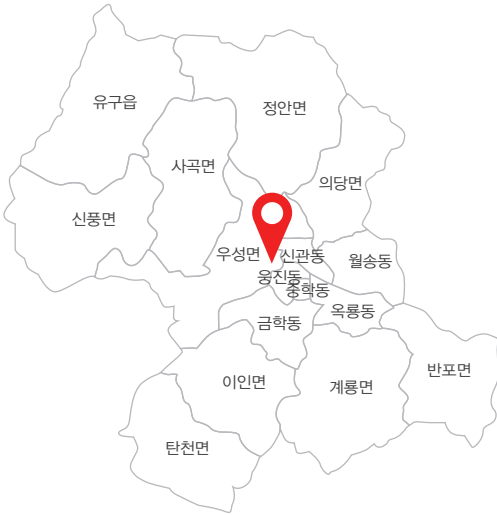 유구읍
정안면
사곡면
의당면
신풍면
우성면
신관동
월송동
웅진동
중학동
옥룡동
금학동
반포면
이인면
계룡면
탄천면